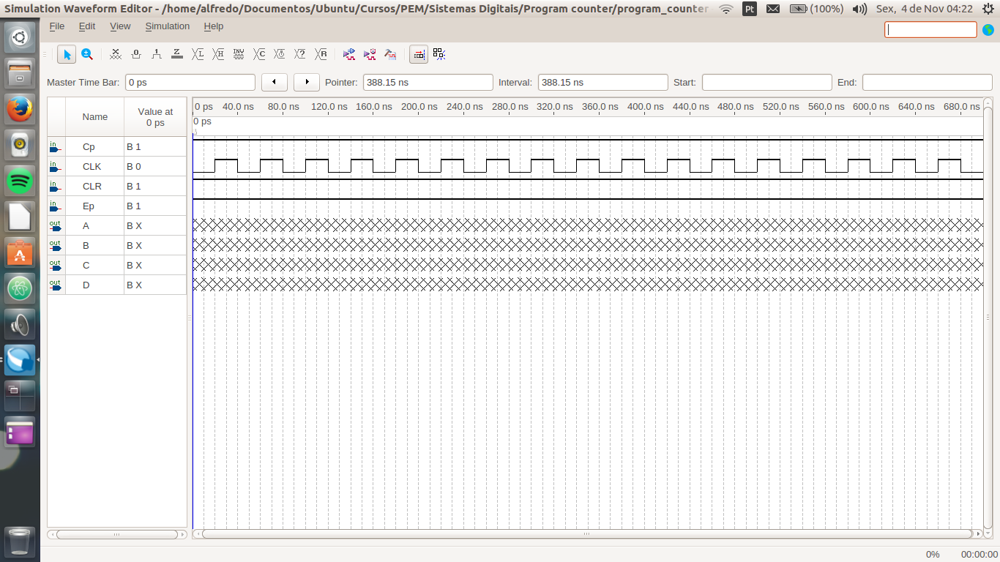 Simulation Waveform Editor - /home/alfredo/Documentos/Ubuntu/Cursos/PEM/Sistemas Digitais/Program counter/program_counter
Pt (100%) Sex, 4 de Nov 04:22
File Edit View Simulation Help
Master Time Bar: 0 ps Pointer: 388.15 ns Interval: 388.15 ns Start: End:
Name Value at
0 ps
0 ps 40.0 ns 80.0 ns 120.0 ns 160.0 ns 200.0 ns 240.0 ns 280.0 ns 320.0 ns 360.0 ns 400.0 ns 440.0 ns 480.0 ns 520.0 ns 560.0 ns 600.0 ns 640.0 ns 680.0 ns
0 ps
in Cp B 1
in CLK B 0
in CLR B 1
in Ep B 1
out A B X
out B B X
out C B X
out D B X
0% 00:00:00